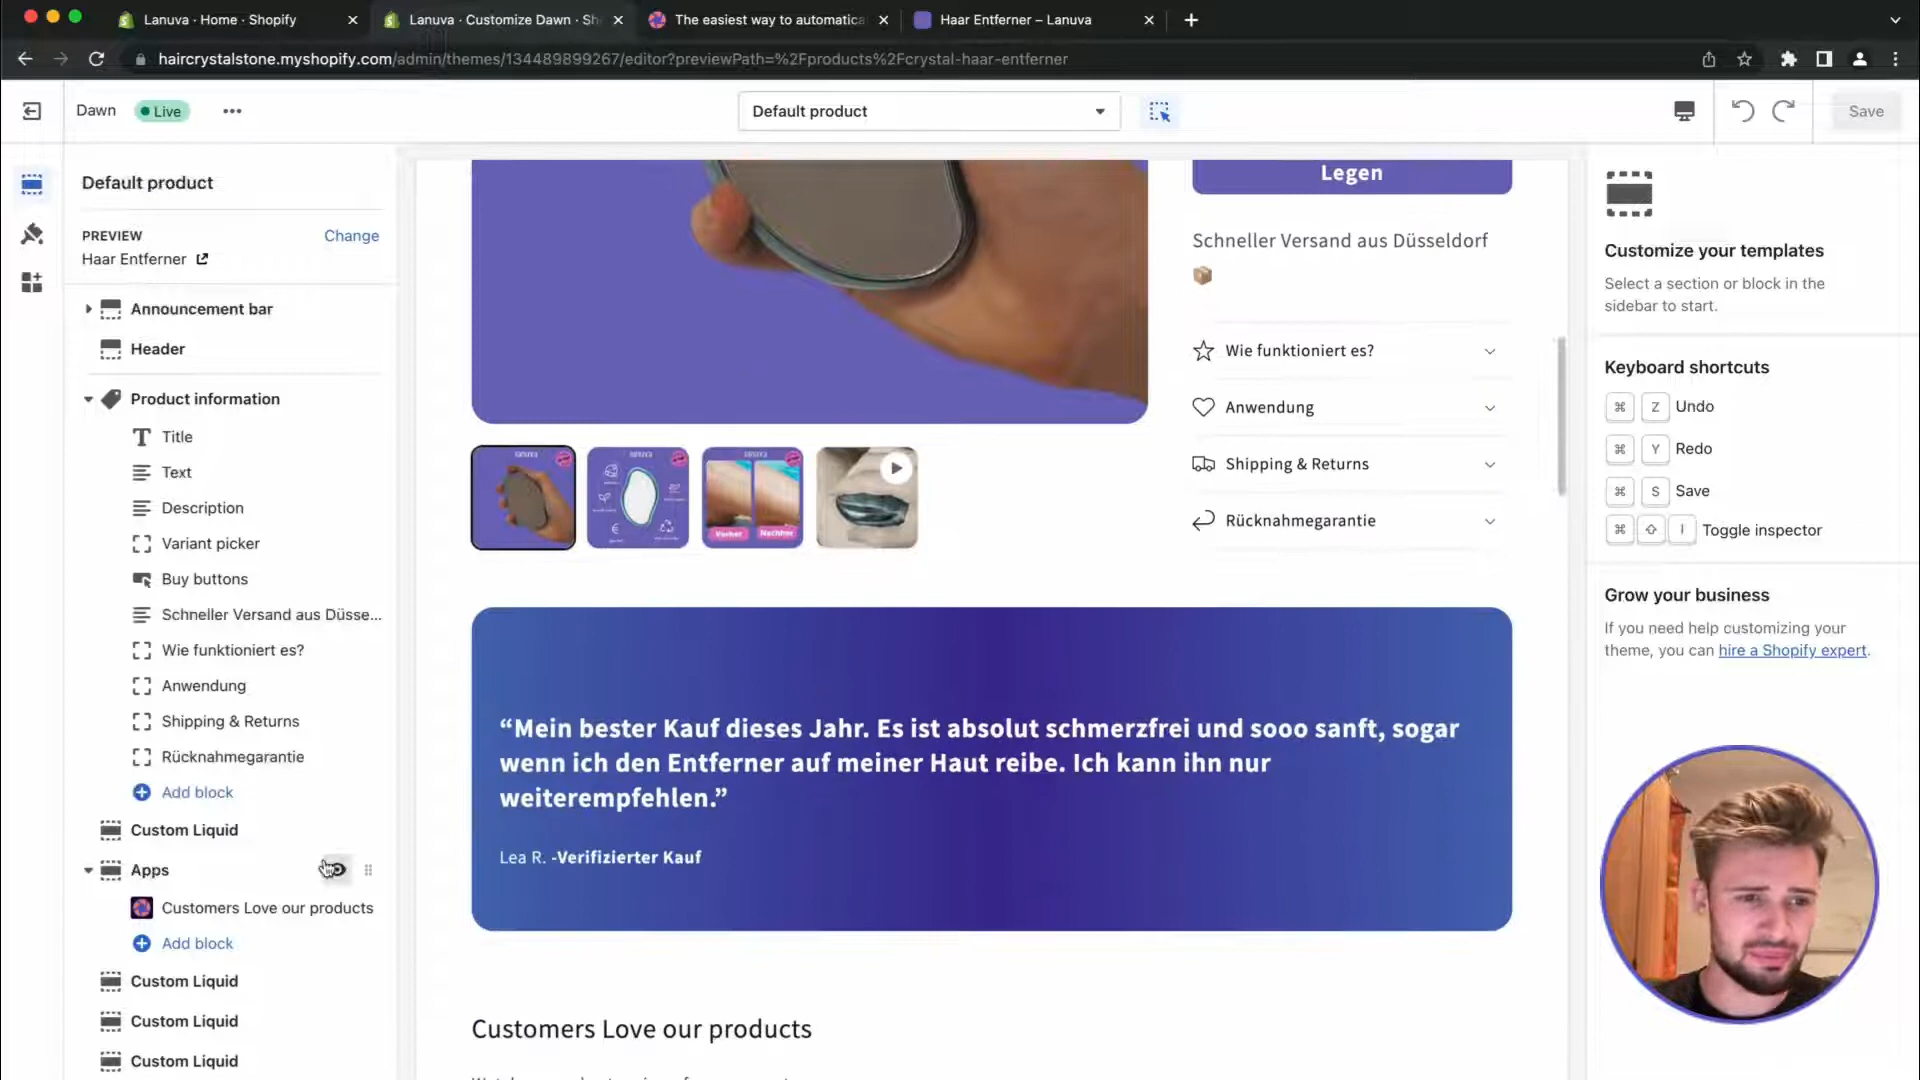 Lanuva · Home · Shopify
Lanuva · Customize Dawn · Sh
The easiest way to automatica
Haar Entferner – Lanuva
haircrystalstone.myshopify.com/admin/themes/134489899267/editor?previewPath=%2Fproducts%2Fcrystal-haar-entferner
Dawn
Live
Default product
Save
Default product
PREVIEW
Change
Haar Entferner
Announcement bar
Header
Product information
Title
Text
Description
Variant picker
Buy buttons
Schneller Versand aus Düsse...
Wie funktioniert es?
Anwendung
Shipping & Returns
Rücknahmegarantie
Add block
Custom Liquid
Apps
Customers Love our products
Add block
Custom Liquid
Custom Liquid
Custom Liquid
Legen
Schneller Versand aus Düsseldorf
Wie funktioniert es?
Anwendung
Shipping & Returns
Rücknahmegarantie
Vorher
Nachher
“Mein bester Kauf dieses Jahr. Es ist absolut schmerzfrei und sooo sanft, sogar
wenn ich den Entferner auf meiner Haut reibe. Ich kann ihn nur
weiterempfehlen.”
Lea R. -Verifizierter Kauf
Customers Love our products
Customize your templates
Select a section or block in the
sidebar to start.
Keyboard shortcuts
⌘ Z Undo
⌘ Y Redo
⌘ S Save
⌘ ⇧ I Toggle inspector
Grow your business
If you need help customizing your
theme, you can hire a Shopify expert.